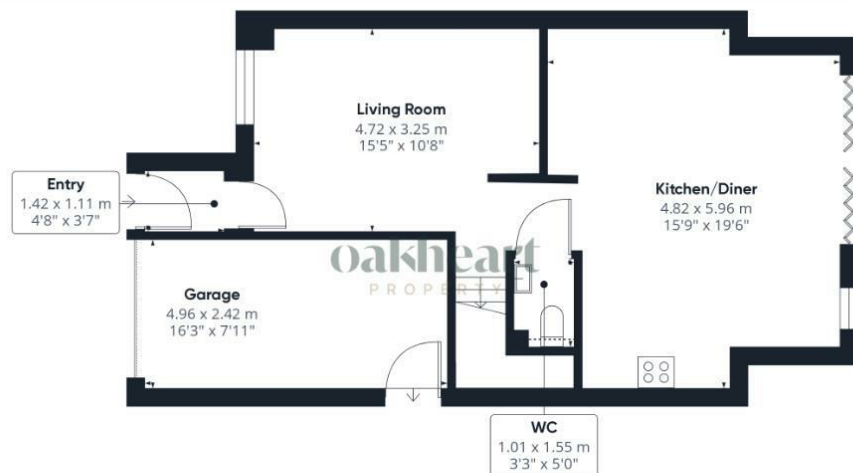 Living Room
4.72 x 3.25 m
15'5" x 10'8"
Entry
1.42 x 1.11 m
4'8" x 3'7"
Kitchen/Diner
4.82 x 5.96 m
15'9" x 19'6"
oakheart
PROPERTY
Garage
4.96 x 2.42 m
16'3" x 7'11"
WC
1.01 x 1.55 m
3'3" x 5'0"